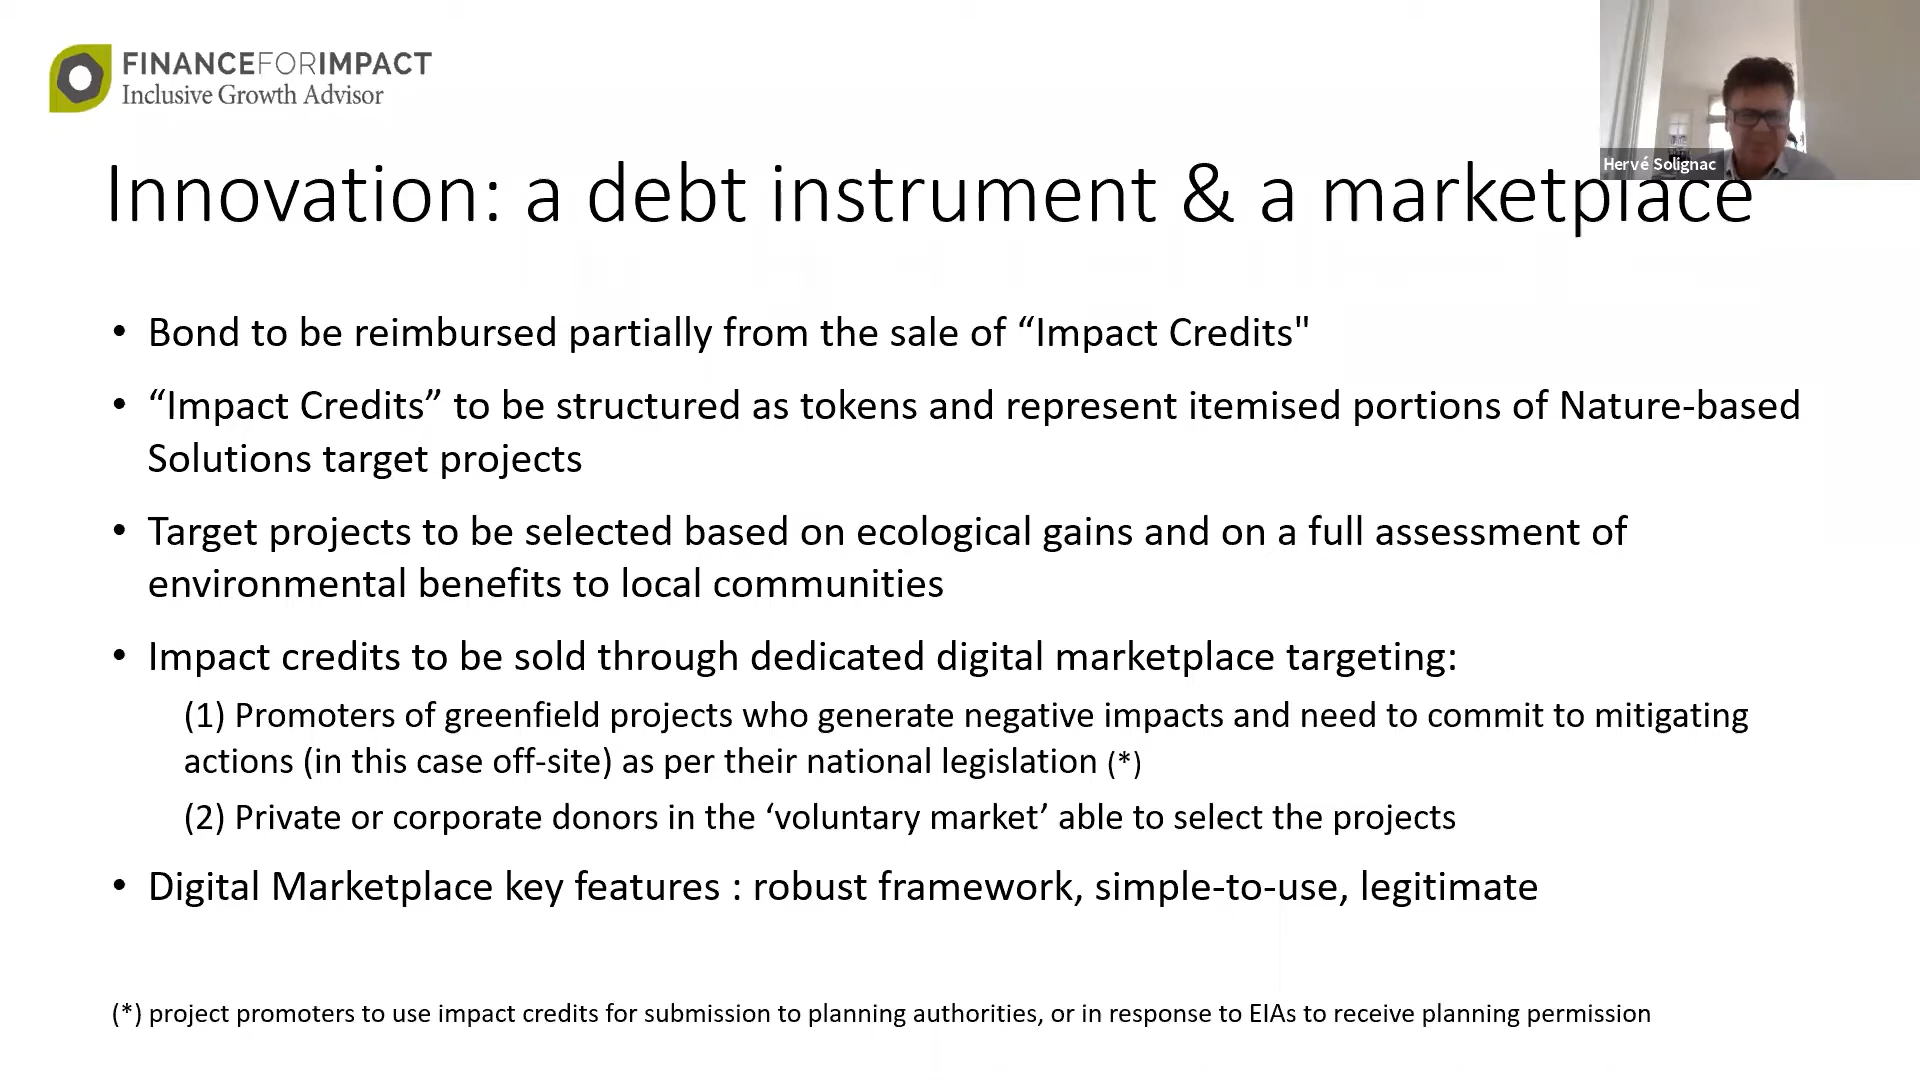 FINANCEFORIMPACT
Inclusive Growth Advisor
Hervé Solignac
Innovation: a debt instrument & a marketplace
• Bond to be reimbursed partially from the sale of “Impact Credits"
• “Impact Credits” to be structured as tokens and represent itemised portions of Nature-based
Solutions target projects
• Target projects to be selected based on ecological gains and on a full assessment of
environmental benefits to local communities
• Impact credits to be sold through dedicated digital marketplace targeting:
(1) Promoters of greenfield projects who generate negative impacts and need to commit to mitigating
actions (in this case off-site) as per their national legislation (*)
(2) Private or corporate donors in the ‘voluntary market’ able to select the projects
• Digital Marketplace key features : robust framework, simple-to-use, legitimate
(*) project promoters to use impact credits for submission to planning authorities, or in response to EIAs to receive planning permission